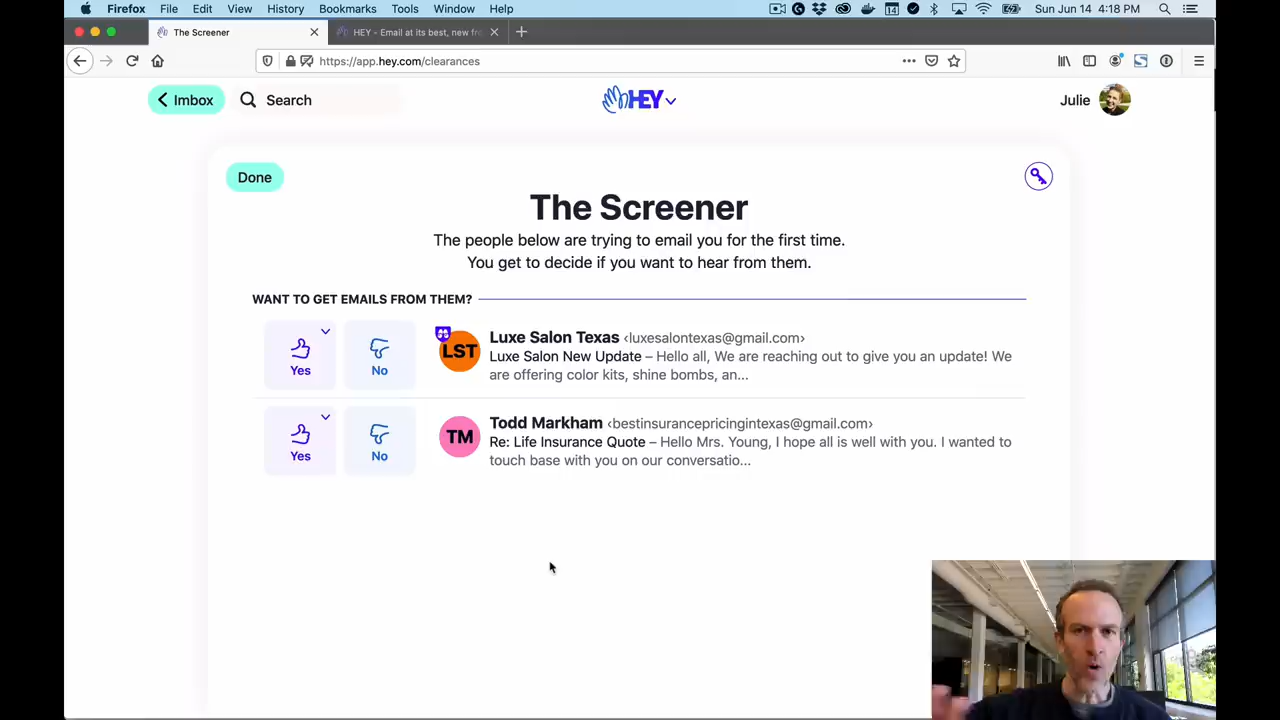 Firefox File Edit View History Bookmarks Tools Window Help 14 Sun Jun 14 4:18 PM
The Screener HEY - Email at its best, new fr
https://app.hey.com/clearances
Imbox Search HEY Julie
Done
The Screener
The people below are trying to email you for the first time.
You get to decide if you want to hear from them.
WANT TO GET EMAILS FROM THEM?
Yes No LST Luxe Salon Texas <luxesalontexas@gmail.com>
Luxe Salon New Update – Hello all, We are reaching out to give you an update! We
are offering color kits, shine bombs, an...
Yes No TM Todd Markham <bestinsurancepricingintexas@gmail.com>
Re: Life Insurance Quote – Hello Mrs. Young, I hope all is well with you. I wanted to
touch base with you on our conversatio...